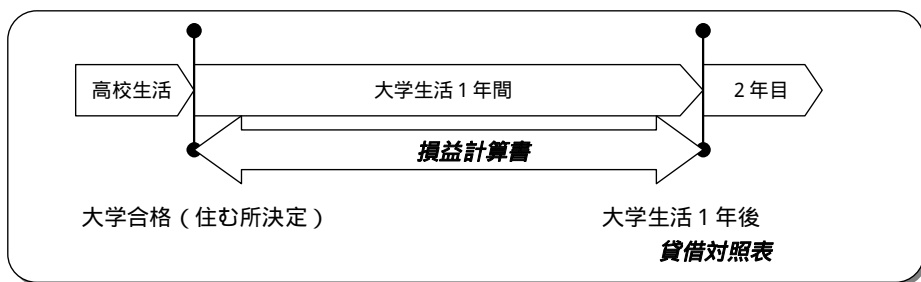 高校生活
大学生活1年間
2年目
損益計算書
大学合格(住む所決定)
大学生活1年後
貸借対照表